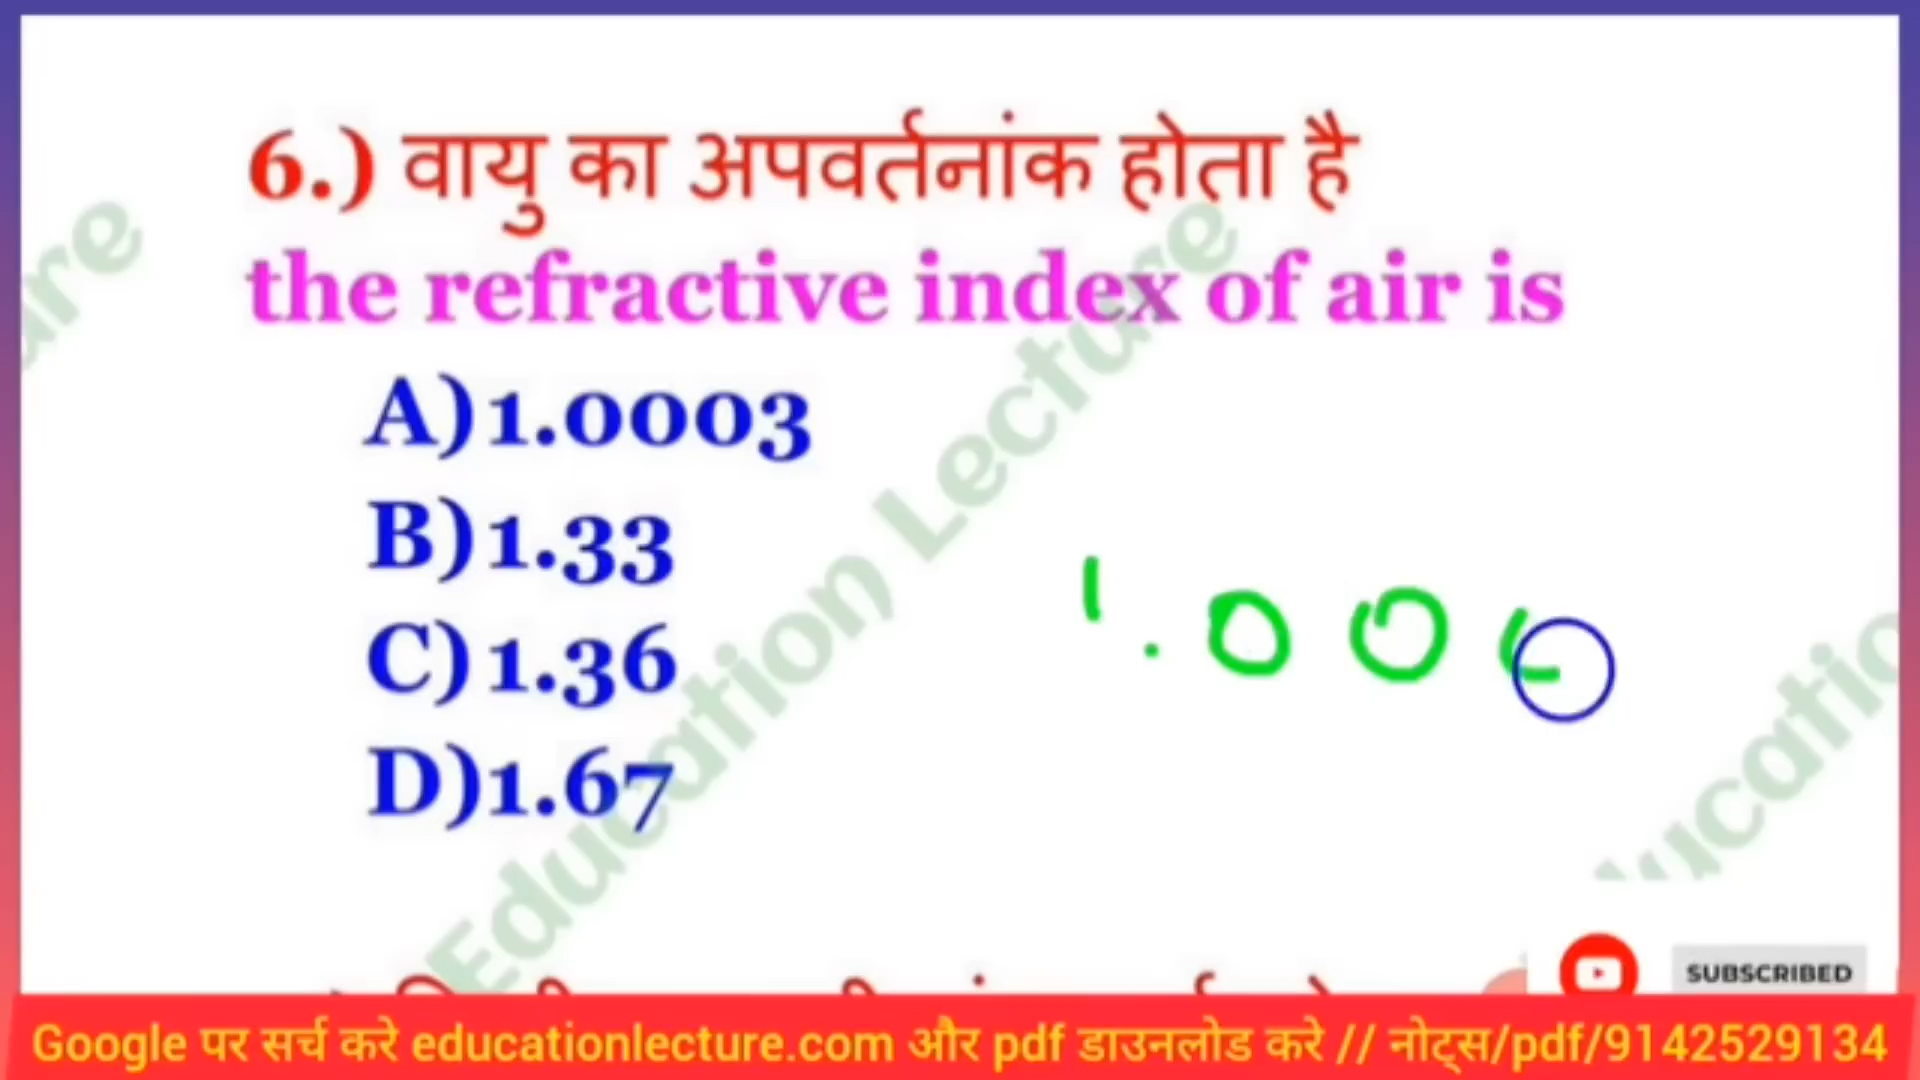 6.) वायु का अपवर्तनांक होता है
the refractive index of air is
A)1.0003
B)1.33
C)1.36
D)1.67
1.00
Education Lecture
SUBSCRIBED
Google पर सर्च करे educationlecture.com और pdf डाउनलोड करे // नोट्स/pdf/9142529134